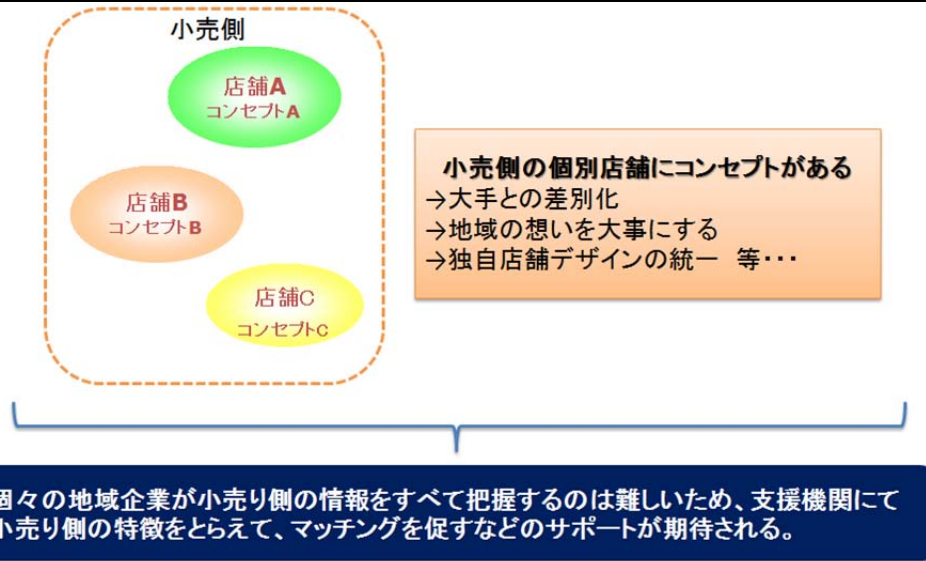 小売側
店舗A
コンセプトA
店舗B
コンセプトB
店舗C
コンセプトC
小売側の個別店舗にコンセプトがある
→大手との差別化
→地域の想いを大事にする
→独自店舗デザインの統一 等・・・
個々の地域企業が小売り側の情報をすべて把握するのは難しいため、支援機関にて
小売り側の特徴をとらえて、マッチングを促すなどのサポートが期待される。